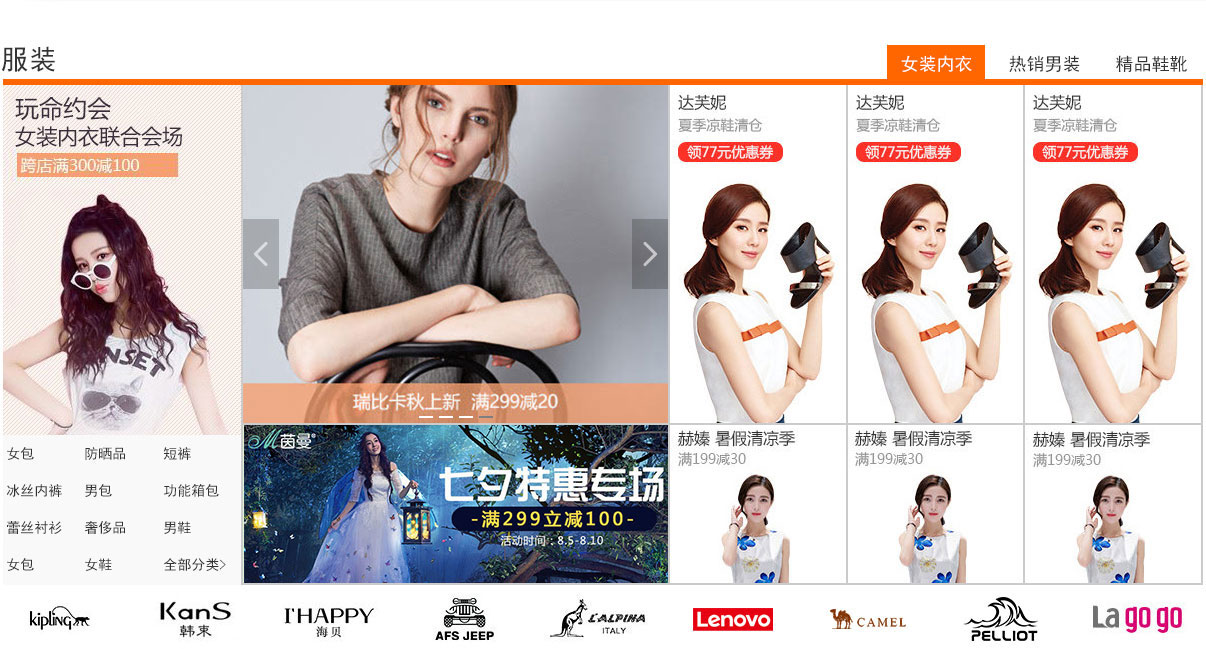 服装
女装内衣
热销男装
精品鞋靴
玩命约会
女装内衣联合会场
跨店满300减100
NSET
瑞比卡秋上新 满299减20
达芙妮
夏季凉鞋清仓
领77元优惠券
达芙妮
夏季凉鞋清仓
领77元优惠券
达芙妮
夏季凉鞋清仓
领77元优惠券
女包 防晒品 短裤
冰丝内裤 男包 功能箱包
蕾丝衬衫 奢侈品 男鞋
女包 女鞋 全部分类>
M茵曼®
七夕特惠专场
-满299立减100-
活动时间：8.5-8.10
赫嫀 暑假清凉季
满199减30
赫嫀 暑假清凉季
满199减30
赫嫀 暑假清凉季
满199减30
kipling
KanS
韩束
I'HAPPY
海贝
AFS JEEP
L'ALPINA
ITALY
Lenovo
CAMEL
PELLIOT
La go go